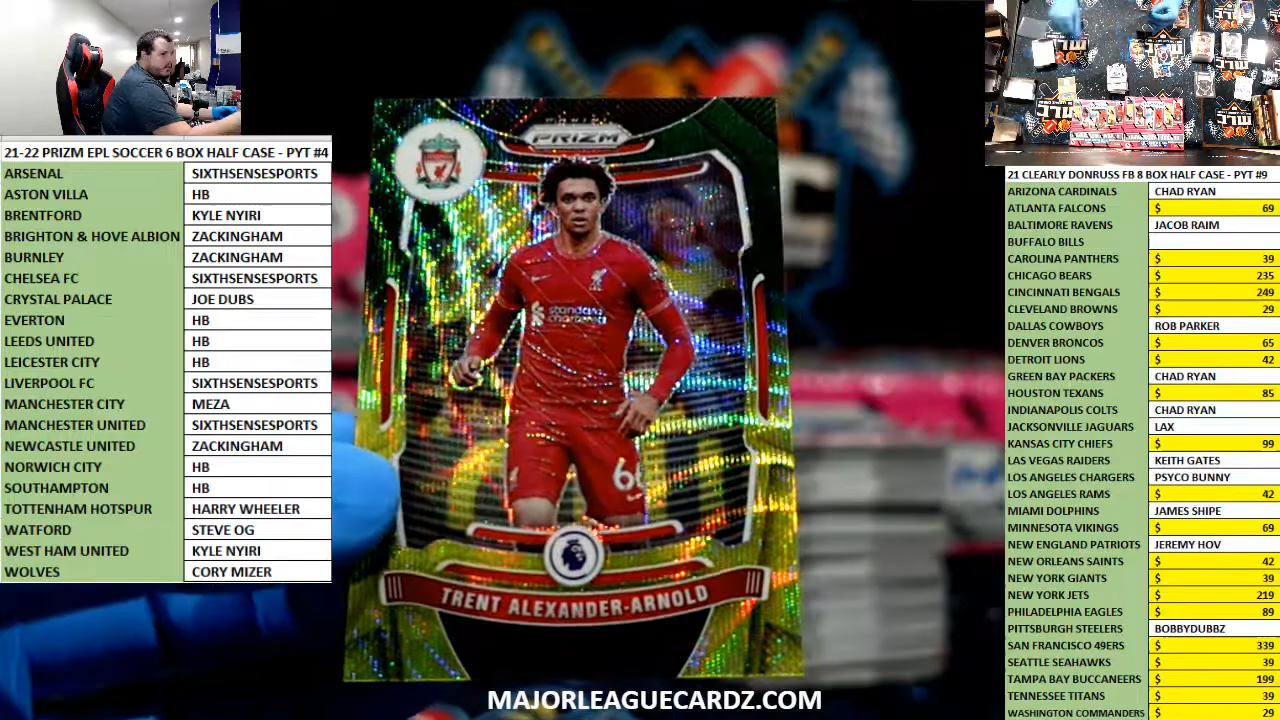 21-22 PRIZM EPL SOCCER 6 BOX HALF CASE - PYT #4
ARSENAL SIXTHSENSESPORTS
ASTON VILLA HB
BRENTFORD KYLE NYIRI
BRIGHTON & HOVE ALBION ZACKINGHAM
BURNLEY ZACKINGHAM
CHELSEA FC SIXTHSENSESPORTS
CRYSTAL PALACE JOE DUBS
EVERTON HB
LEEDS UNITED HB
LEICESTER CITY HB
LIVERPOOL FC SIXTHSENSESPORTS
MANCHESTER CITY MEZA
MANCHESTER UNITED SIXTHSENSESPORTS
NEWCASTLE UNITED ZACKINGHAM
NORWICH CITY HB
SOUTHAMPTON HB
TOTTENHAM HOTSPUR HARRY WHEELER
WATFORD STEVE OG
WEST HAM UNITED KYLE NYIRI
WOLVES CORY MIZER
PRIZM
standard
chartered
66
TRENT ALEXANDER-ARNOLD
MAJORLEAGUECARDZ.COM
21 CLEARLY DONRUSS FB 8 BOX HALF CASE - PYT #9
ARIZONA CARDINALS CHAD RYAN
ATLANTA FALCONS $ 69
BALTIMORE RAVENS JACOB RAIM
BUFFALO BILLS
CAROLINA PANTHERS $ 39
CHICAGO BEARS $ 235
CINCINNATI BENGALS $ 249
CLEVELAND BROWNS $ 29
DALLAS COWBOYS ROB PARKER
DENVER BRONCOS $ 65
DETROIT LIONS $ 42
GREEN BAY PACKERS CHAD RYAN
HOUSTON TEXANS $ 85
INDIANAPOLIS COLTS CHAD RYAN
JACKSONVILLE JAGUARS LAX
KANSAS CITY CHIEFS $ 99
LAS VEGAS RAIDERS KEITH GATES
LOS ANGELES CHARGERS PSYCO BUNNY
LOS ANGELES RAMS $ 42
MIAMI DOLPHINS JAMES SHIPE
MINNESOTA VIKINGS $ 69
NEW ENGLAND PATRIOTS JEREMY HOV
NEW ORLEANS SAINTS $ 42
NEW YORK GIANTS $ 39
NEW YORK JETS $ 219
PHILADELPHIA EAGLES $ 89
PITTSBURGH STEELERS BOBBYDUBBZ
SAN FRANCISCO 49ERS $ 339
SEATTLE SEAHAWKS $ 39
TAMPA BAY BUCCANEERS $ 199
TENNESSEE TITANS $ 39
WASHINGTON COMMANDERS $ 29